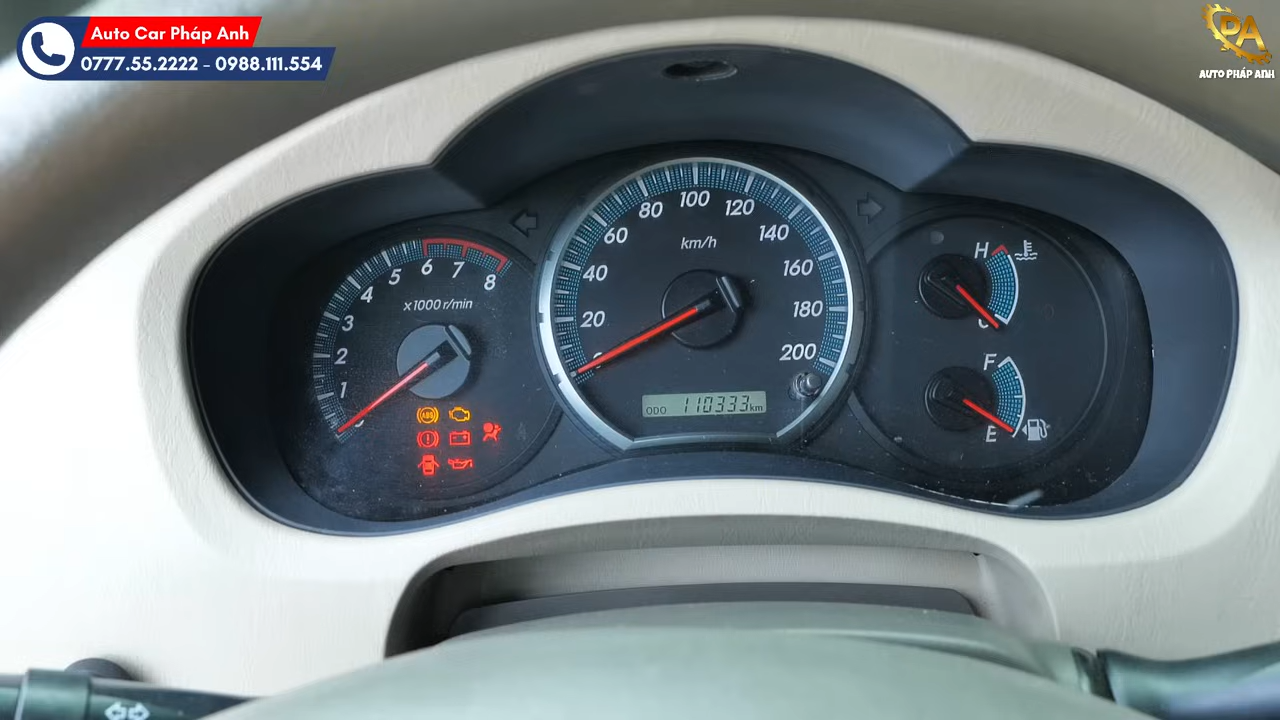 Auto Car Pháp Anh
0777.55.2222 - 0988.111.554
PA
AUTO PHÁP ANH
0 20 40 60 80 100 120 140 160 180 200
km/h
1 2 3 4 5 6 7 8
x1000 r/min
H
C
F
E
ABS
ODO 110333 km